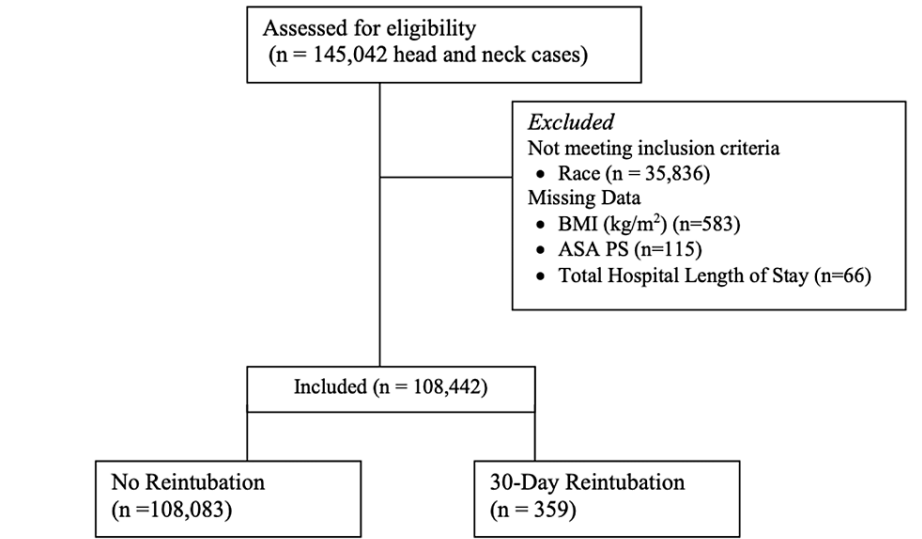 Assessed for eligibility
(n = 145,042 head and neck cases)
Excluded
Not meeting inclusion criteria
• Race (n = 35,836)
Missing Data
• BMI (kg/m²) (n=583)
• ASA PS (n=115)
• Total Hospital Length of Stay (n=66)
Included (n = 108,442)
No Reintubation
(n =108,083)
30-Day Reintubation
(n = 359)